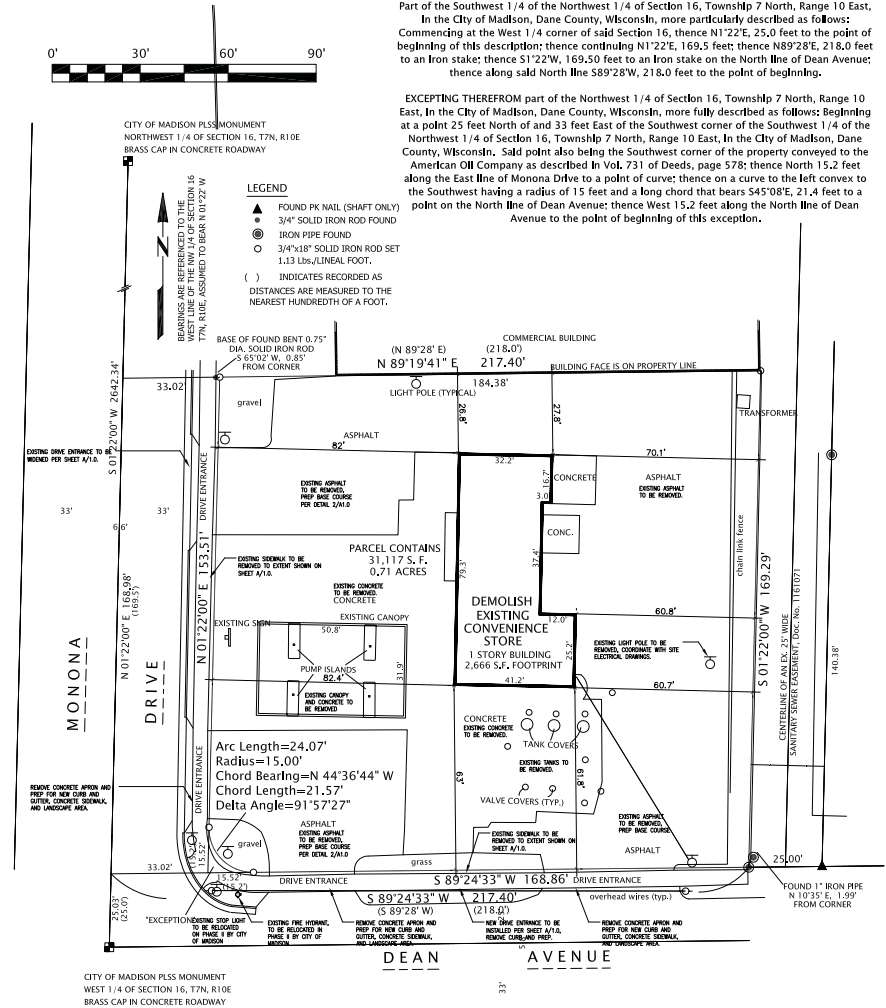 Part of the Southwest 1/4 of the Northwest 1/4 of Section 16, Township 7 North, Range 10 East,
In the City of Madison, Dane County, Wisconsin, more particularly described as follows:
Commencing at the West 1/4 corner of said Section 16, thence N1°22'E, 25.0 feet to the point of
beginning of this description; thence continuing N1°22'E, 169.5 feet; thence N89°28'E, 218.0 feet
to an Iron stake; thence S1°22'W, 169.50 feet to an Iron stake on the North line of Dean Avenue;
thence along said North line S89°28'W, 218.0 feet to the point of beginning.
EXCEPTING THEREFROM part of the Northwest 1/4 of Section 16, Township 7 North, Range 10
East, In the City of Madison, Dane County, Wisconsin, more fully described as follows: Beginning
at a point 25 feet North of and 33 feet East of the Southwest corner of the Southwest 1/4 of the
Northwest 1/4 of Section 16, Township 7 North, Range 10 East, In the City of Madison, Dane
County, Wisconsin. Said point also being the Southwest corner of the property conveyed to the
American Oil Company as described In Vol. 731 of Deeds, page 578; thence North 15.2 feet
along the East line of Monona Drive to a point of curve; thence on a curve to the left convex to
the Southwest having a radius of 15 feet and a long chord that bears S45°08'E, 21.4 feet to a
point on the North line of Dean Avenue; thence West 15.2 feet along the North line of Dean
Avenue to the point of beginning of this exception.
0' 30' 60' 90'
CITY OF MADISON PLSS MONUMENT
NORTHWEST 1/4 OF SECTION 16, T7N, R10E
BRASS CAP IN CONCRETE ROADWAY
N
BEARINGS ARE REFERENCED TO THE
WEST LINE OF THE NW 1/4 OF SECTION 16
T7N, R10E, ASSUMED TO BEAR N 01°22' W
LEGEND
FOUND PK NAIL (SHAFT ONLY)
3/4" SOLID IRON ROD FOUND
IRON PIPE FOUND
3/4"x18" SOLID IRON ROD SET
1.13 Lbs./LINEAL FOOT.
( ) INDICATES RECORDED AS
DISTANCES ARE MEASURED TO THE
NEAREST HUNDREDTH OF A FOOT.
BASE OF FOUND BENT 0.75"
DIA. SOLID IRON ROD
S 65°02' W, 0.85'
FROM CORNER
COMMERCIAL BUILDING
(N 89°28' E) (218.0')
N 89°19'41" E 217.40'
BUILDING FACE IS ON PROPERTY LINE
184.38'
LIGHT POLE (TYPICAL)
33.02'
gravel
26.8'
27.8'
TRANSFORMER
S 01°22'00" W 2642.34'
EXISTING DRIVE ENTRANCE TO BE
WIDENED PER SHEET A/1.0.
DRIVE ENTRANCE
ASPHALT
82'
32.2'
70.1'
EXISTING ASPHALT
TO BE REMOVED,
PREP BASE COURSE
PER DETAIL 2/A1.0
16.7'
3.0
CONCRETE
ASPHALT
EXISTING ASPHALT
TO BE REMOVED.
33'
33'
66'
CONC.
37.4'
chain link fence
PARCEL CONTAINS
31,117 S. F.
0.71 ACRES
79.3'
EXISTING SIDEWALK TO BE
REMOVED TO EXTENT SHOWN ON
SHEET A/1.0.
N 01°22'00" E 153.51'
N 01°22'00" E 168.98'
(169.5')
S 01°22'00" W 169.29'
EXISTING CONCRETE
TO BE REMOVED.
CONCRETE
EXISTING SIGN
EXISTING CANOPY
50.8'
31.9'
PUMP ISLANDS
82.4'
EXISTING CANOPY
AND CONCRETE TO
BE REMOVED
DEMOLISH
EXISTING
CONVENIENCE
STORE
1 STORY BUILDING
2,666 S.F. FOOTPRINT
12.0'
25.2'
41.2'
60.8'
EXISTING LIGHT POLE TO BE
REMOVED, COORDINATE WITH SITE
ELECTRICAL DRAWINGS.
60.7'
CENTERLINE OF AN EX. 25' WIDE
SANITARY SEWER EASEMENT, Doc. No. 1161071
140.38'
MONONA
DRIVE
CONCRETE
EXISTING CONCRETE
TO BE REMOVED.
TANK COVERS
EXISTING TANKS TO
BE REMOVED.
VALVE COVERS (TYP.)
63'
61.8'
Arc Length=24.07'
Radius=15.00'
Chord Bearing=N 44°36'44" W
Chord Length=21.57'
Delta Angle=91°57'27"
REMOVE CONCRETE APRON AND
PREP FOR NEW CURB AND
GUTTER, CONCRETE SIDEWALK,
AND LANDSCAPE AREA.
DRIVE ENTRANCE
ASPHALT
EXISTING ASPHALT
TO BE REMOVED,
PREP BASE COURSE
PER DETAIL 2/A1.0
EXISTING SIDEWALK TO BE
REMOVED TO EXTENT SHOWN ON
SHEET A/1.0.
EXISTING ASPHALT
TO BE REMOVED,
PREP BASE COURSE
ASPHALT
gravel
(15.2')
15.52'
33.02'
15.52'
(15.2')
grass
DRIVE ENTRANCE
S 89°24'33" W 168.86'
DRIVE ENTRANCE
25.00'
S 89°24'33" W 217.40'
(S 89°28' W) (218.0')
overhead wires (typ.)
FOUND 1" IRON PIPE
N 10°35' E, 1.99'
FROM CORNER
25.03'
(25.0')
"EXCEPTION"
EXISTING STOP LIGHT
TO BE RELOCATED
ON PHASE II BY CITY
OF MADISON
EXISTING FIRE HYDRANT,
TO BE RELOCATED IN
PHASE II BY CITY OF
MADISON
REMOVE CONCRETE APRON AND
PREP FOR NEW CURB AND
GUTTER, CONCRETE SIDEWALK,
AND LANDSCAPE AREA.
NEW DRIVE ENTRANCE TO BE
INSTALLED PER SHEET A/1.0.
REMOVE CURB AND PREP.
REMOVE CONCRETE APRON AND
PREP FOR NEW CURB AND
GUTTER, CONCRETE SIDEWALK,
AND LANDSCAPE AREA.
DEAN AVENUE
33'
CITY OF MADISON PLSS MONUMENT
WEST 1/4 OF SECTION 16, T7N, R10E
BRASS CAP IN CONCRETE ROADWAY